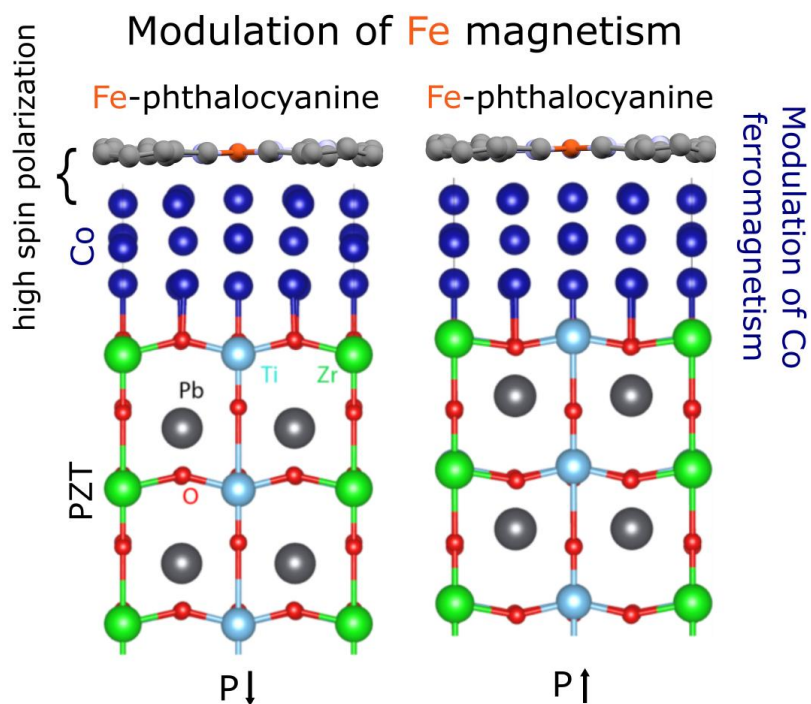 Modulation of Fe magnetism
Fe-phthalocyanine
Fe-phthalocyanine
high spin polarization
{
Co
Modulation of Co
ferromagnetism
Pb
Ti
Zr
O
PZT
P↓
P↑